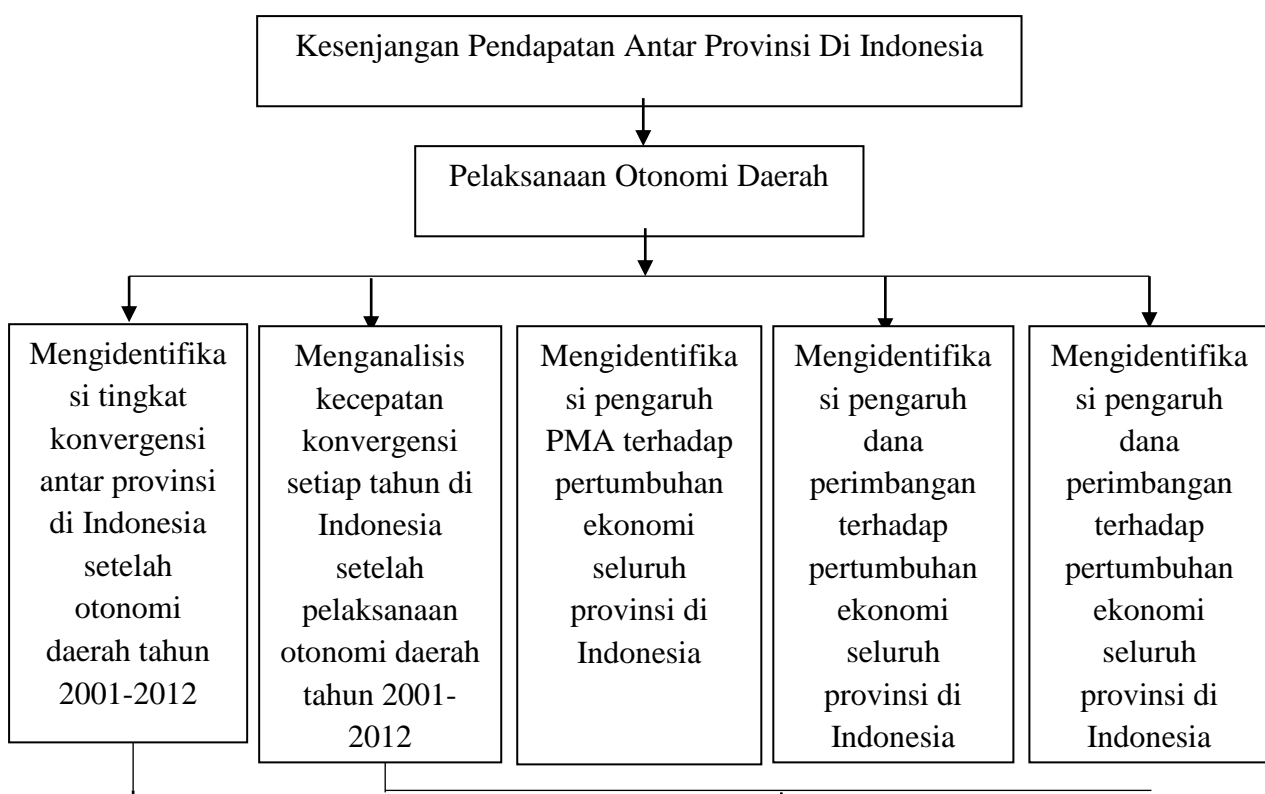 Kesenjangan Pendapatan Antar Provinsi Di Indonesia
Pelaksanaan Otonomi Daerah
Mengidentifika
si tingkat
konvergensi
antar provinsi
di Indonesia
setelah
otonomi
daerah tahun
2001-2012
Menganalisis
kecepatan
konvergensi
setiap tahun di
Indonesia
setelah
pelaksanaan
otonomi daerah
tahun 2001-
2012
Mengidentifika
si pengaruh
PMA terhadap
pertumbuhan
ekonomi
seluruh
provinsi di
Indonesia
Mengidentifika
si pengaruh
dana
perimbangan
terhadap
pertumbuhan
ekonomi
seluruh
provinsi di
Indonesia
Mengidentifika
si pengaruh
dana
perimbangan
terhadap
pertumbuhan
ekonomi
seluruh
provinsi di
Indonesia